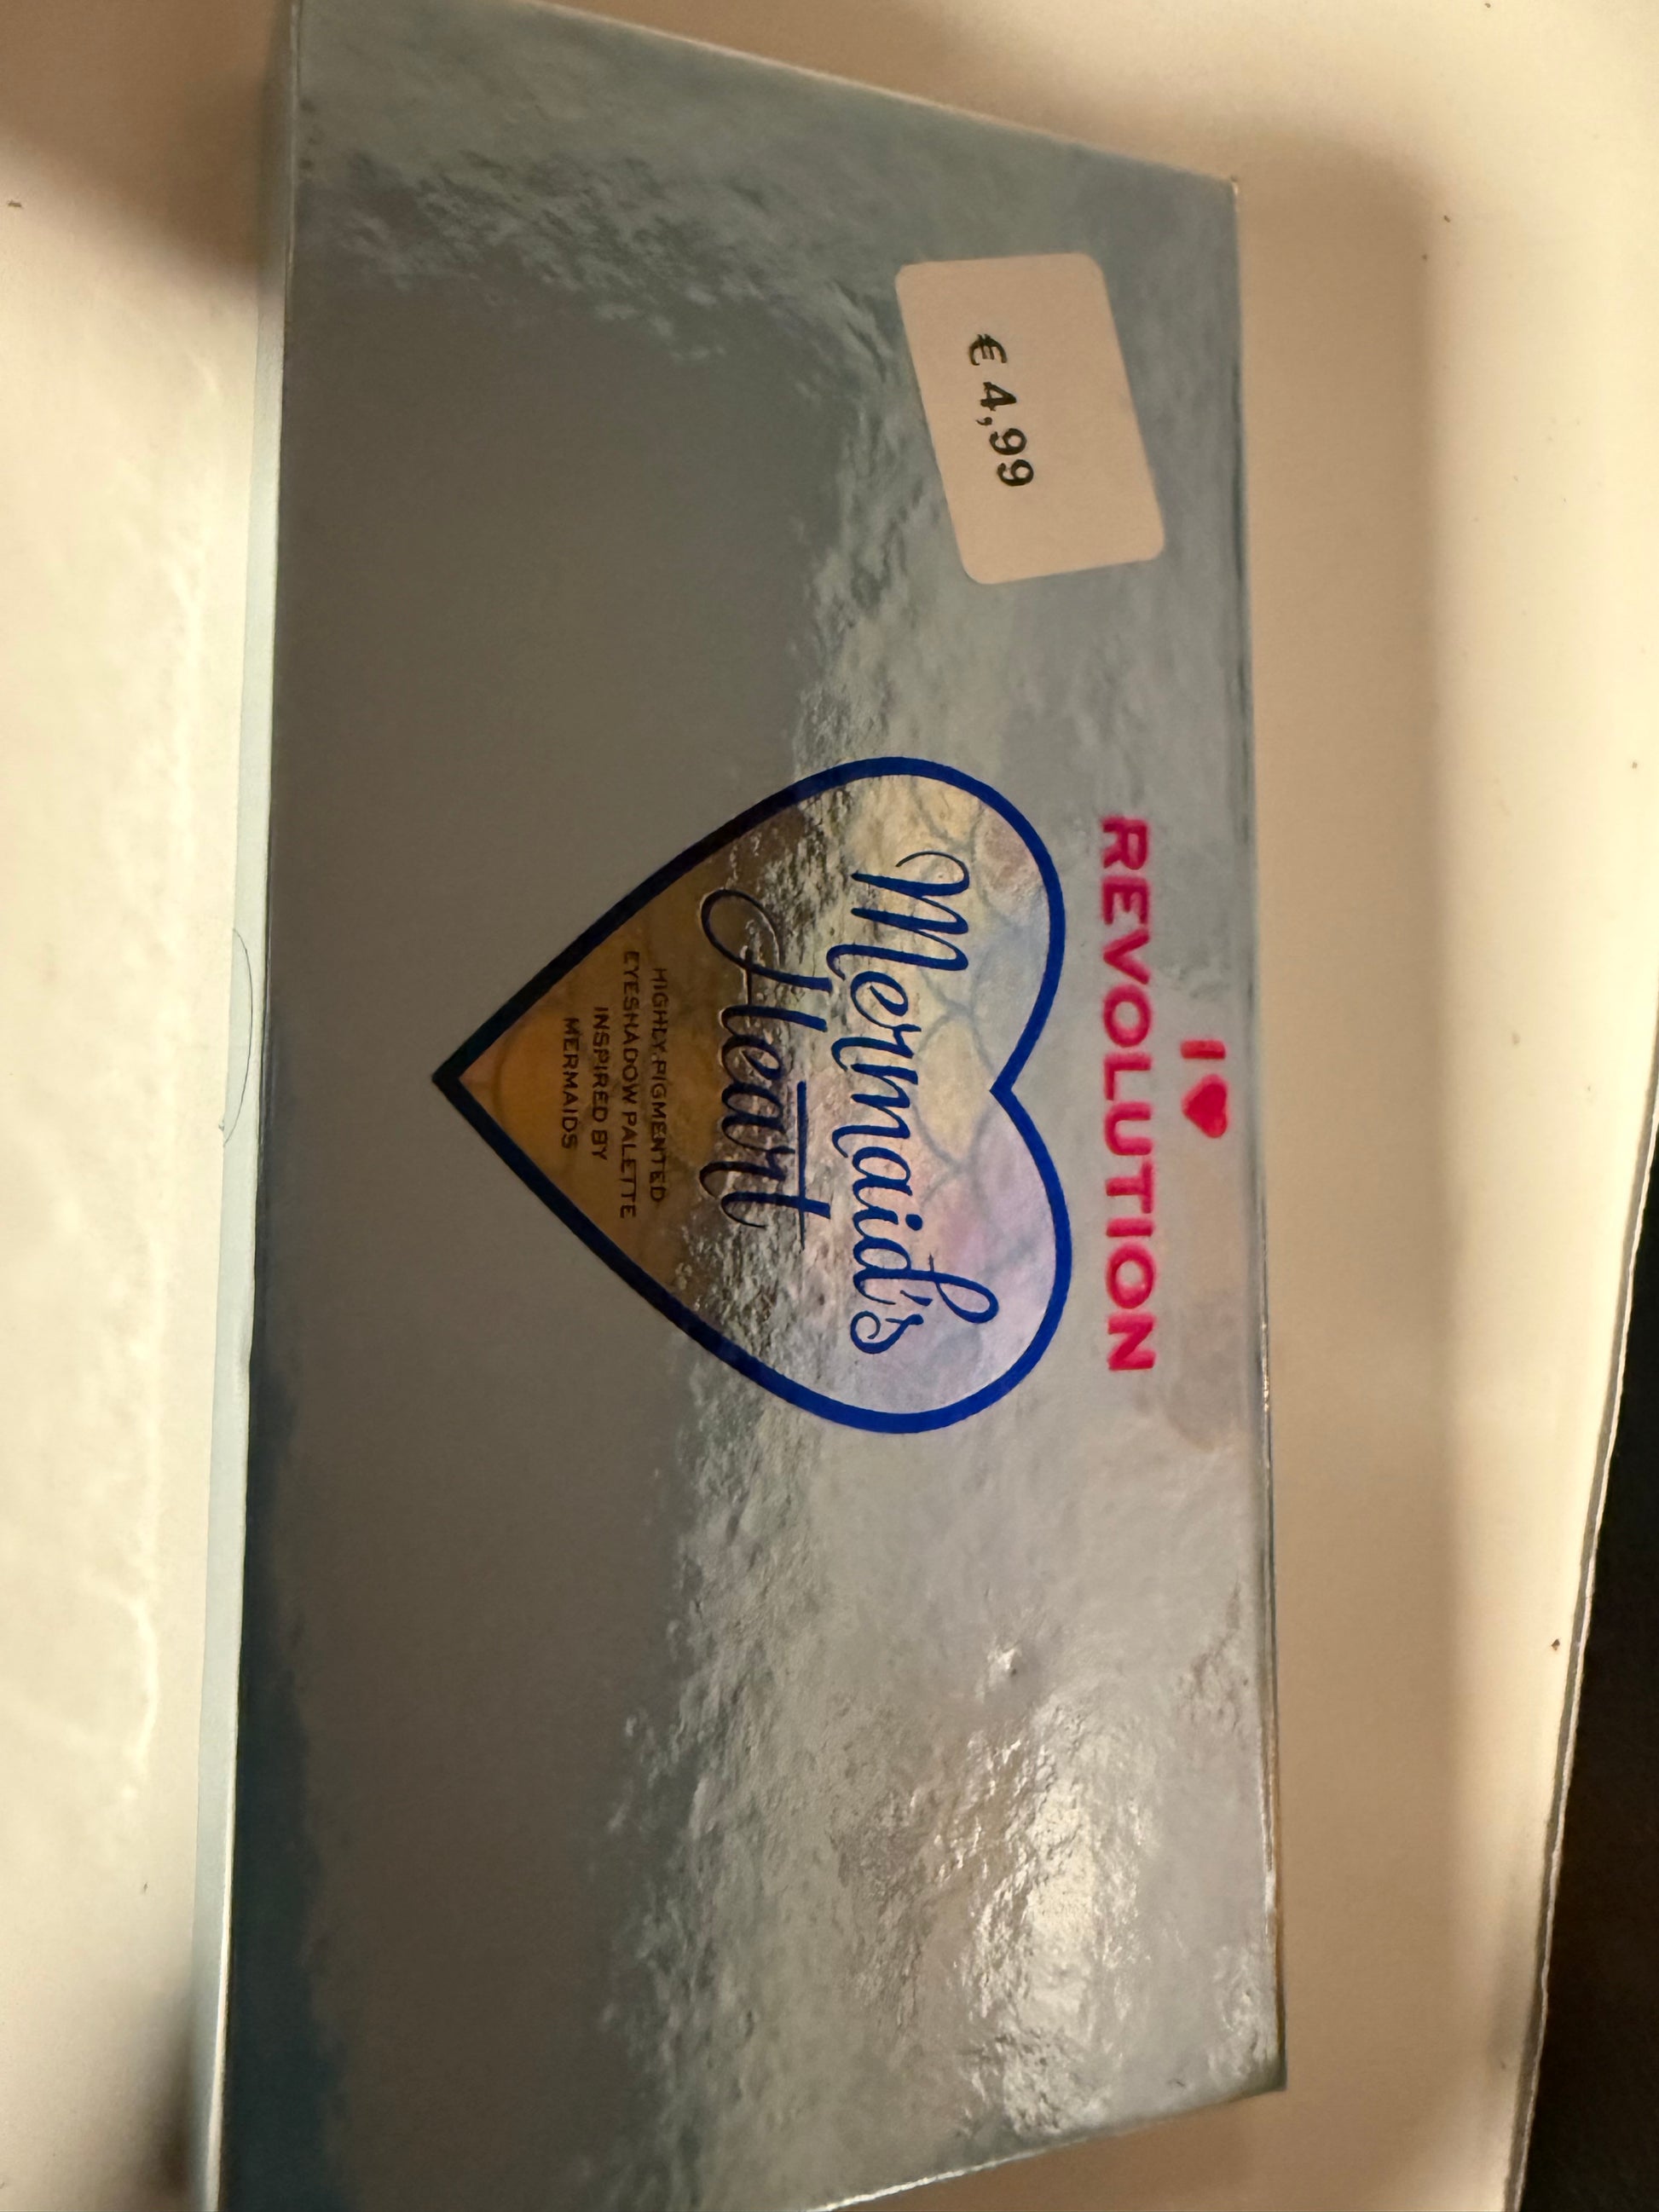 I ♥
REVOLUTION
€ 4,99
Mermaid's
Heart
HIGHLY PIGMENTED
EYESHADOW PALETTE
INSPIRED BY
MERMAIDS